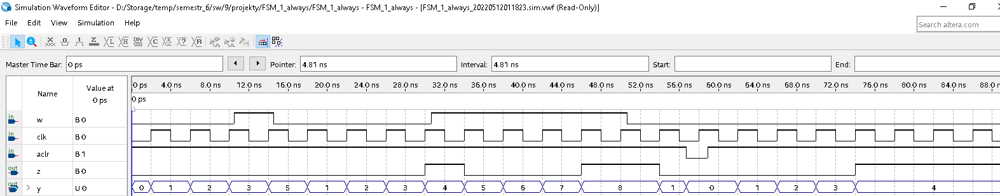 Simulation Waveform Editor - D:/Storage/temp/semestr_6/sw/9/projekty/FSM_1_always/FSM_1_always - FSM_1_always - [FSM_1_always_20220512011823.sim.vwf (Read-Only)]
File Edit View Simulation Help
Search altera.com
Master Time Bar: 0 ps Pointer: 4.81 ns Interval: 4.81 ns Start: End:
Name Value at 0 ps
0 ps 4.0 ns 8.0 ns 12.0 ns 16.0 ns 20.0 ns 24.0 ns 28.0 ns 32.0 ns 36.0 ns 40.0 ns 44.0 ns 48.0 ns 52.0 ns 56.0 ns 60.0 ns 64.0 ns 68.0 ns 72.0 ns 76.0 ns 80.0 ns 84.0 ns 88.0 n
0 ps
in w B 0
in clk B 0
in aclr B 1
out z B 0
out y U 0 0 1 2 3 5 1 2 3 4 5 6 7 8 1 0 1 2 3 4